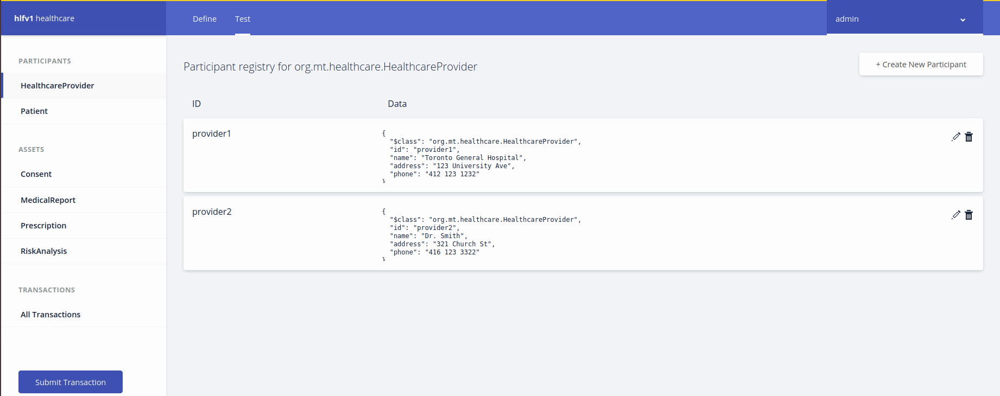 hlfv1 healthcare
Define
Test
admin
PARTICIPANTS
HealthcareProvider
Patient
ASSETS
Consent
MedicalReport
Prescription
RiskAnalysis
TRANSACTIONS
All Transactions
Submit Transaction
Participant registry for org.mt.healthcare.HealthcareProvider
+ Create New Participant
ID
Data
provider1
{
"$class": "org.mt.healthcare.HealthcareProvider",
"id": "provider1",
"name": "Toronto General Hospital",
"address": "123 University Ave",
"phone": "412 123 1232"
}
provider2
{
"$class": "org.mt.healthcare.HealthcareProvider",
"id": "provider2",
"name": "Dr. Smith",
"address": "321 Church St",
"phone": "416 123 3322"
}